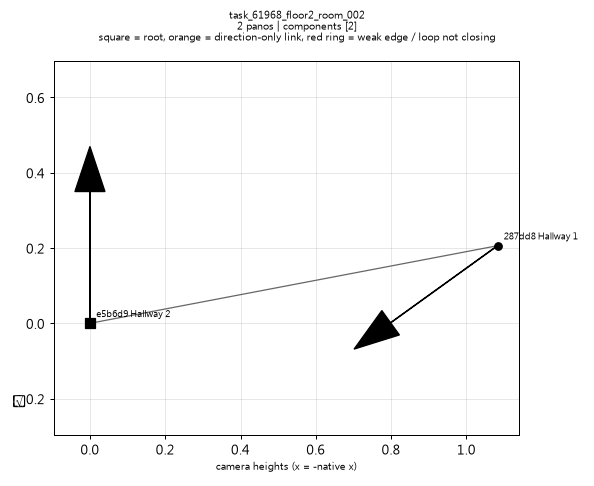 task_61968_floor2_room_002
2 panos | components [2]
square = root, orange = direction-only link, red ring = weak edge / loop not closing
0.6
0.4
287dd8 Hallway 1
0.2
e5b6d9 Hallway 2
0.0
0.2
0.0 0.2 0.4 0.6 0.8 1.0
camera heights (x = -native x)